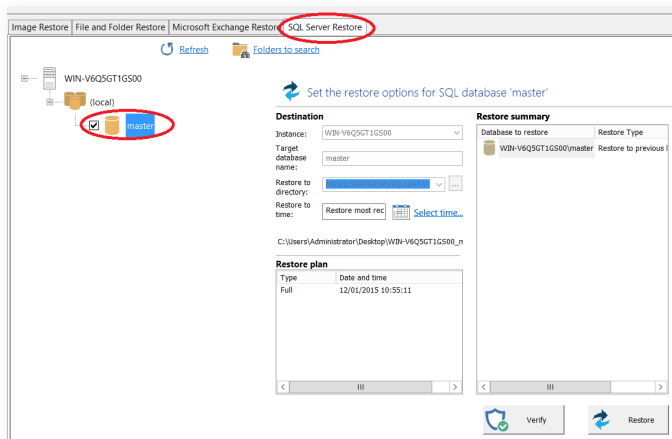 Image Restore File and Folder Restore Microsoft Exchange Restore SQL Server Restore
Refresh Folders to search
WIN-V6Q5GT1GS00
(local)
master
Set the restore options for SQL database 'master'
Destination
Instance: WIN-V6Q5GT1GS00
Target database name: master
Restore to directory:
...
Restore to time: Restore most rec Select time...
C:\Users\Administrator\Desktop\WIN-V6Q5GT1GS00_m
Restore plan
Type Date and time
Full 12/01/2015 10:55:11
Restore summary
Database to restore Restore Type
WIN-V6Q5GT1GS00\master Restore to previous l
Verify Restore